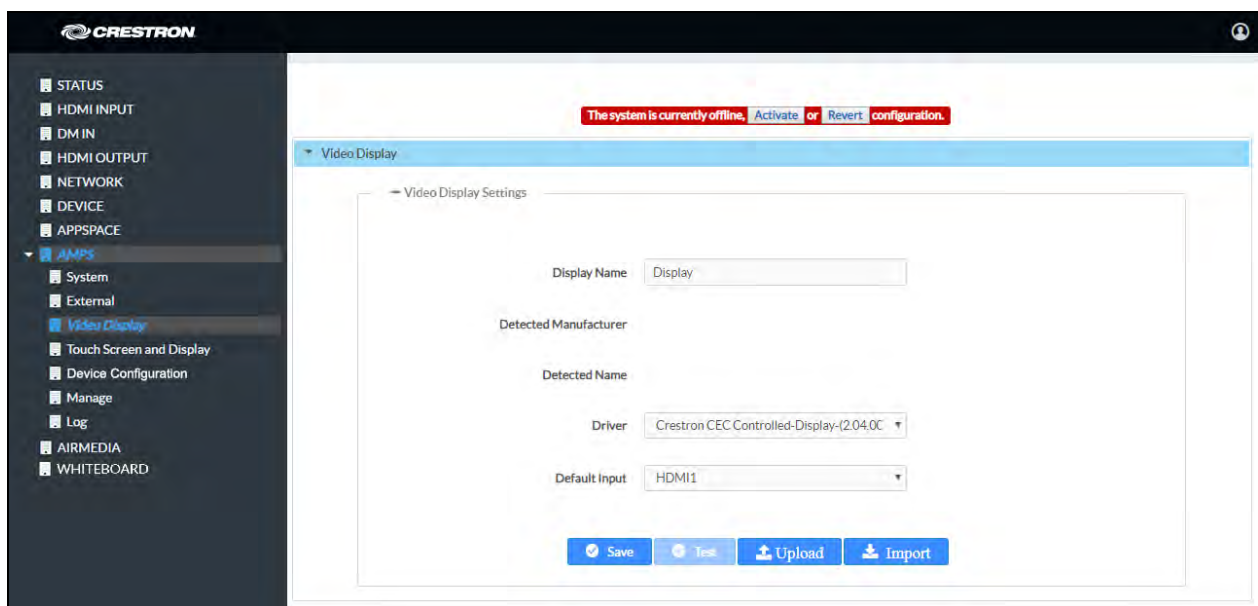 CRESTRON
STATUS
HDMI INPUT
DM IN
HDMI OUTPUT
NETWORK
DEVICE
APPSPACE
AMPS
System
External
Video Display
Touch Screen and Display
Device Configuration
Manage
Log
AIRMEDIA
WHITEBOARD
The system is currently offline, Activate or Revert configuration.
Video Display
Video Display Settings
Display Name Display
Detected Manufacturer
Detected Name
Driver Crestron CEC Controlled-Display-(2.04.0C
Default Input HDMI1
Save Test Upload Import